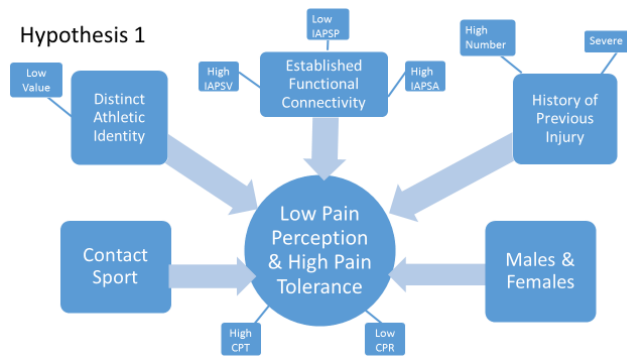 Hypothesis 1
Low
Value
Distinct
Athletic
Identity
High
IAPSV
Low
IAPSP
Established
Functional
Connectivity
High
IAPSA
High
Number
Severe
History of
Previous
Injury
Contact
Sport
Low Pain
Perception
& High Pain
Tolerance
Males &
Females
High
CPT
Low
CPR